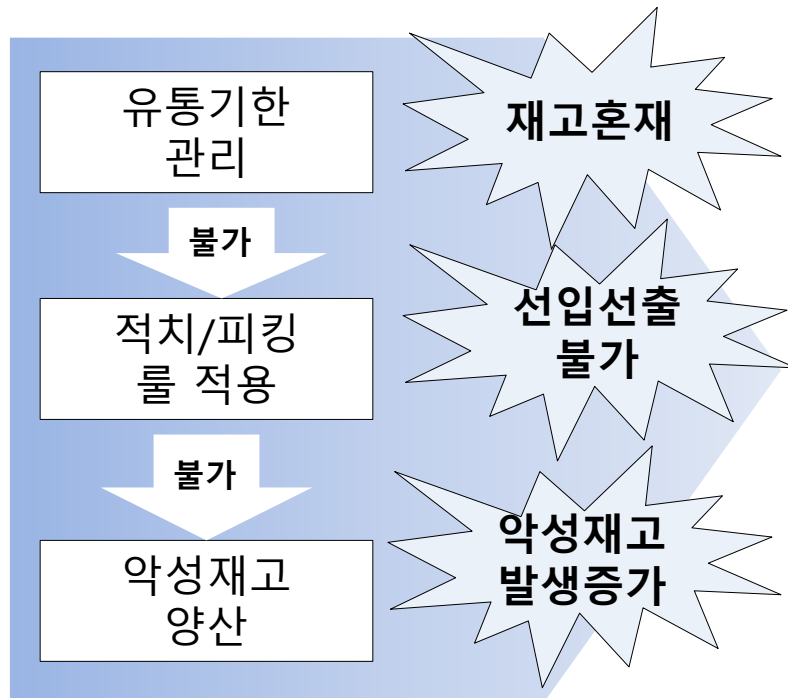 유통기한
관리
재고혼재
불가
적치/피킹
룰 적용
선입선출
불가
불가
악성재고
양산
악성재고
발생증가